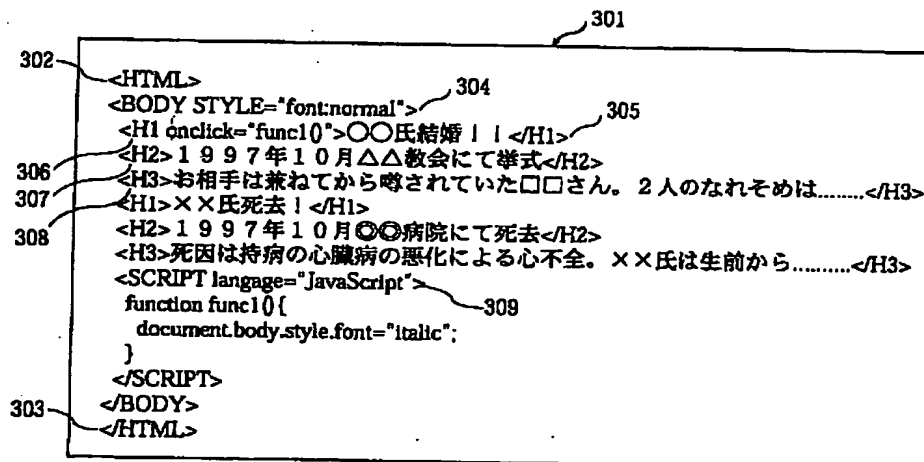 301
302
<HTML>
<BODY STYLE="font:normal">
304
<H1 onclick="func1()">〇〇氏結婚！！</H1>
305
306
<H2>１９９７年１０月△△教会にて挙式</H2>
307
<H3>お相手は兼ねてから噂されていた□□さん。２人のなれそめは........</H3>
308
<H1>××氏死去！</H1>
<H2>１９９７年１０月◎◎病院にて死去</H2>
<H3>死因は持病の心臓病の悪化による心不全。××氏は生前から..........</H3>
<SCRIPT langage="JavaScript">
309
function func1(){
document.body.style.font="italic";
}
</SCRIPT>
</BODY>
303
</HTML>